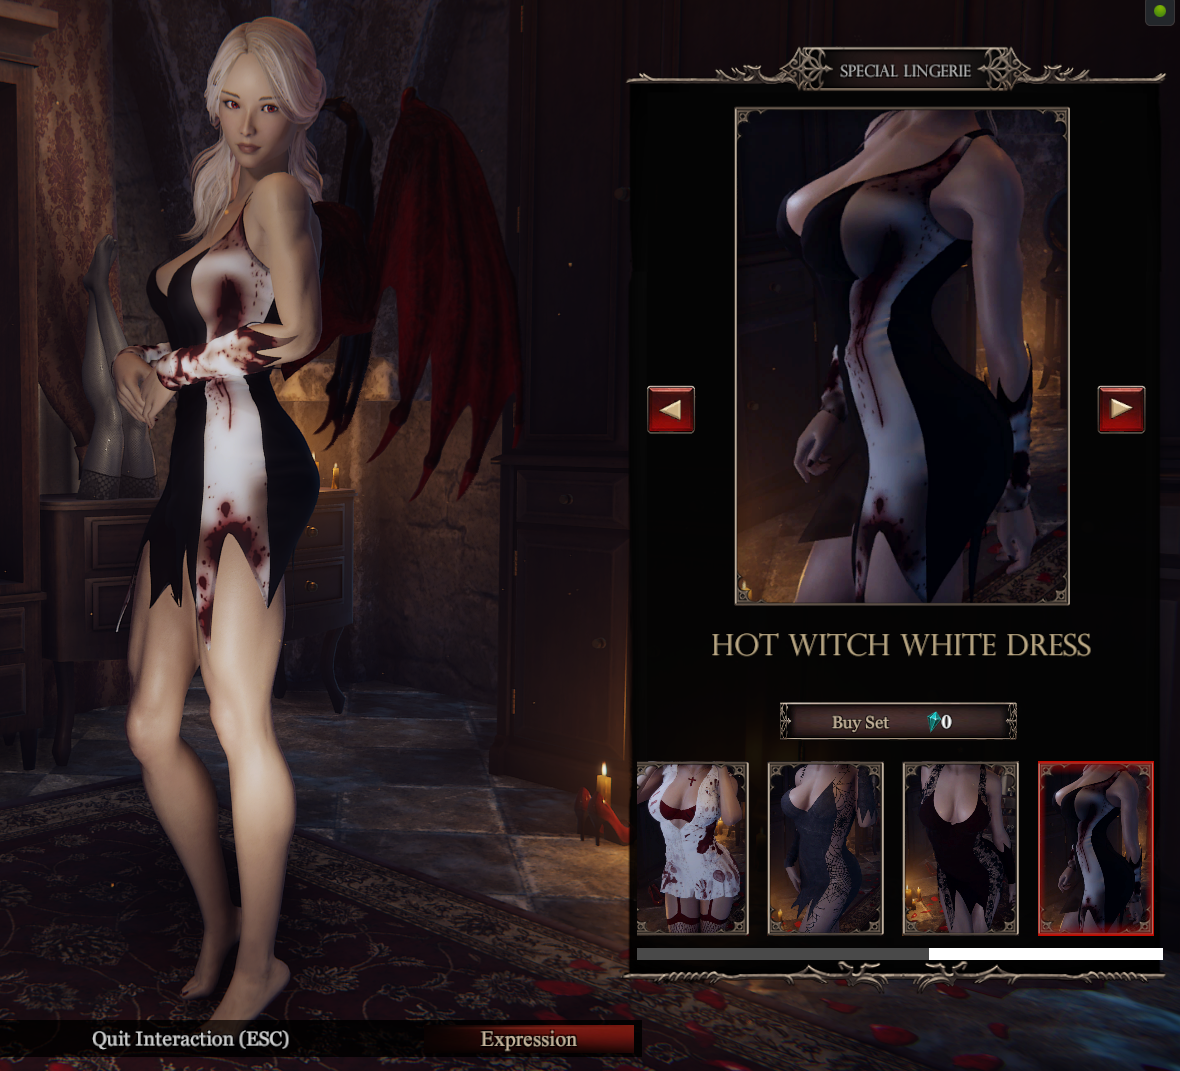 SPECIAL LINGERIE
HOT WITCH WHITE DRESS
Buy Set 0
Quit Interaction (ESC)
Expression